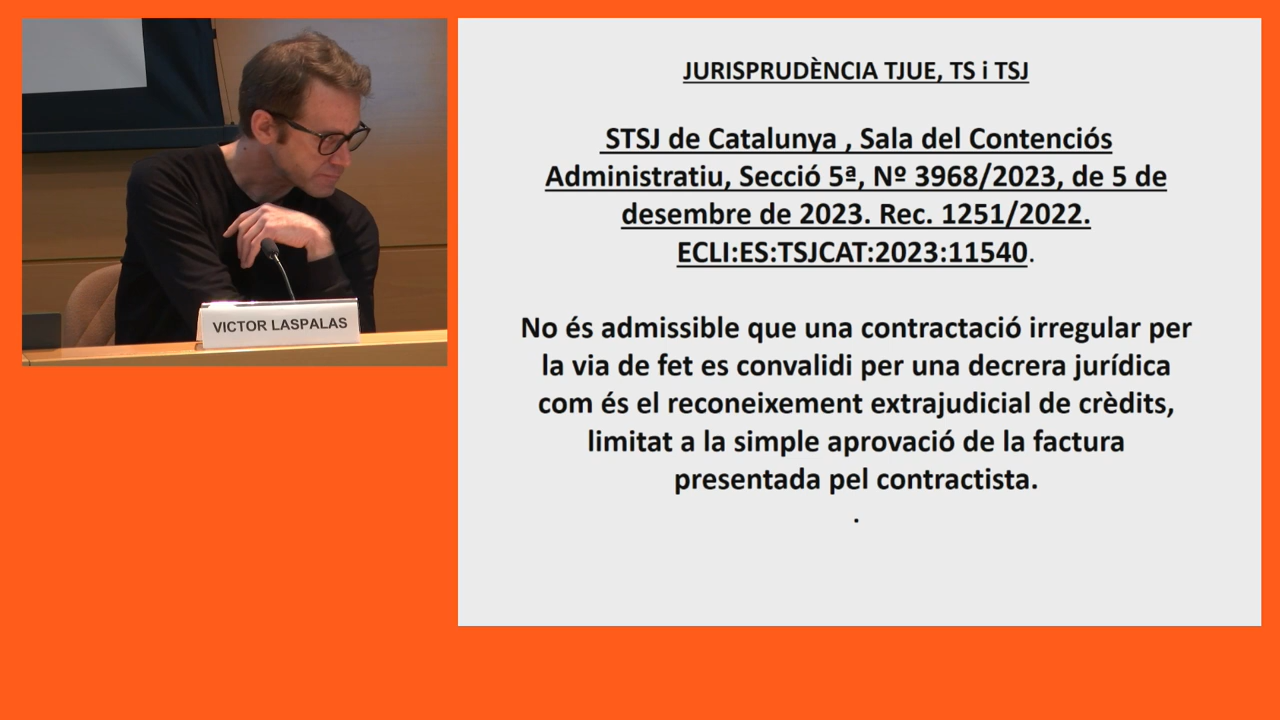 VICTOR LASPALAS
JURISPRUDÈNCIA TJUE, TS i TSJ
STSJ de Catalunya , Sala del Contenciós
Administratiu, Secció 5ª, Nº 3968/2023, de 5 de
desembre de 2023. Rec. 1251/2022.
ECLI:ES:TSJCAT:2023:11540.
No és admissible que una contractació irregular per
la via de fet es convalidi per una decrera jurídica
com és el reconeixement extrajudicial de crèdits,
limitat a la simple aprovació de la factura
presentada pel contractista.
.